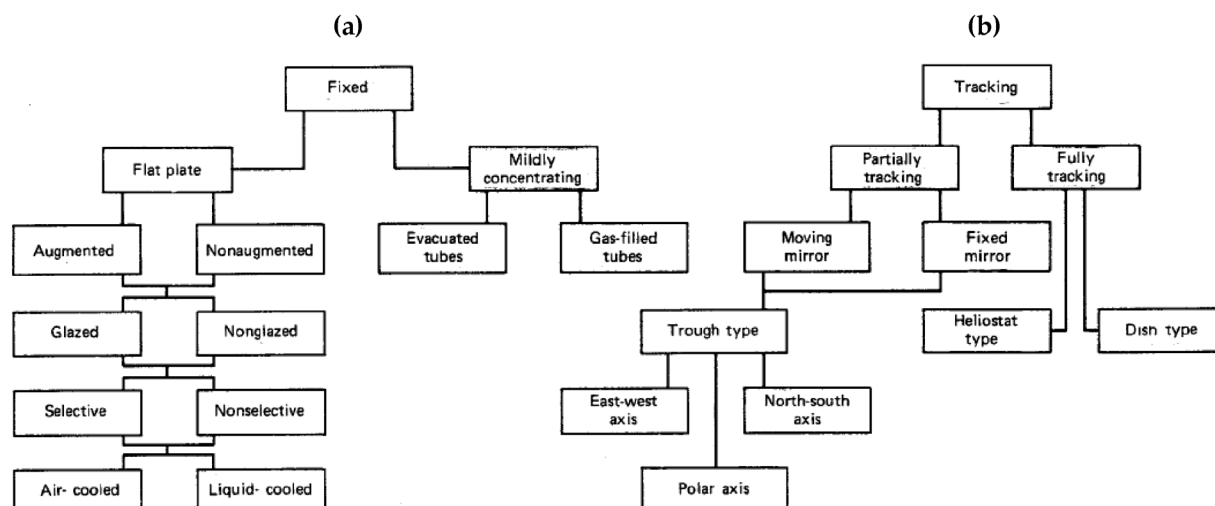 (a)
Fixed
Flat plate
Mildly
concentrating
Augmented
Nonaugmented
Evacuated
tubes
Gas-filled
tubes
Glazed
Nonglazed
Selective
Nonselective
Air- cooled
Liquid- cooled
(b)
Tracking
Partially
tracking
Fully
tracking
Moving
mirror
Fixed
mirror
Trough type
Heliostat
type
Dish type
East-west
axis
North-south
axis
Polar axis